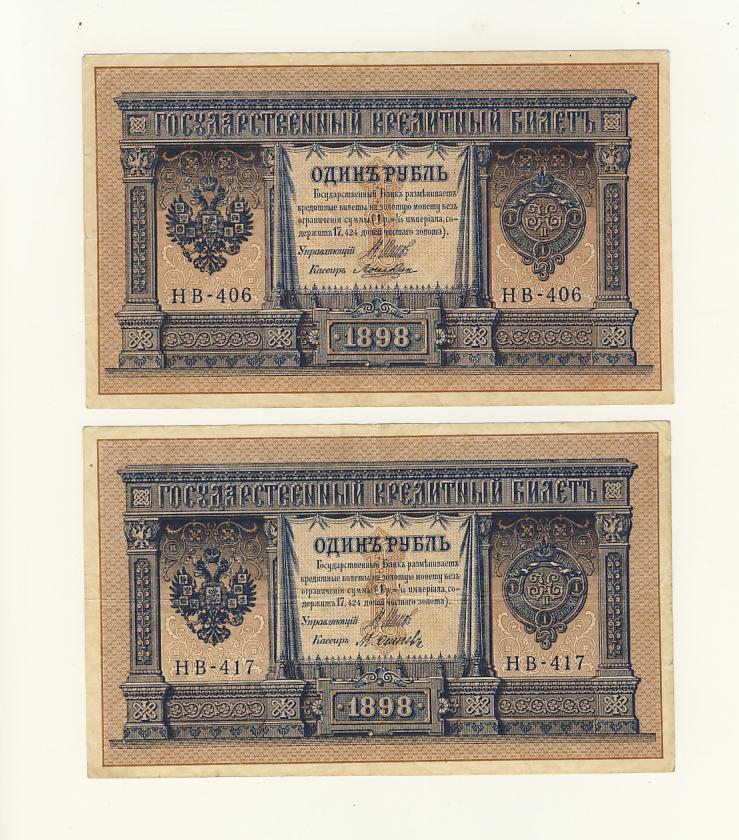 ГОСУДАРСТВЕННЫЙ КРЕДИТНЫЙ БИЛЕТЪ
ОДИНЪ РУБЛЬ
Государственный Банкъ размѣниваетъ
кредитные билеты на золотую монету безъ
ограниченія суммы (1 р.=1/15 имперіала, со-
держитъ 17,424 долей чистаго золота).
Управляющій
Кассиръ
НВ-406 НВ-406
1898
ГОСУДАРСТВЕННЫЙ КРЕДИТНЫЙ БИЛЕТЪ
ОДИНЪ РУБЛЬ
Государственный Банкъ размѣниваетъ
кредитные билеты на золотую монету безъ
ограниченія суммы (1 р.=1/15 имперіала, со-
держитъ 17,424 долей чистаго золота).
Управляющій
Кассиръ
НВ-417 НВ-417
1898